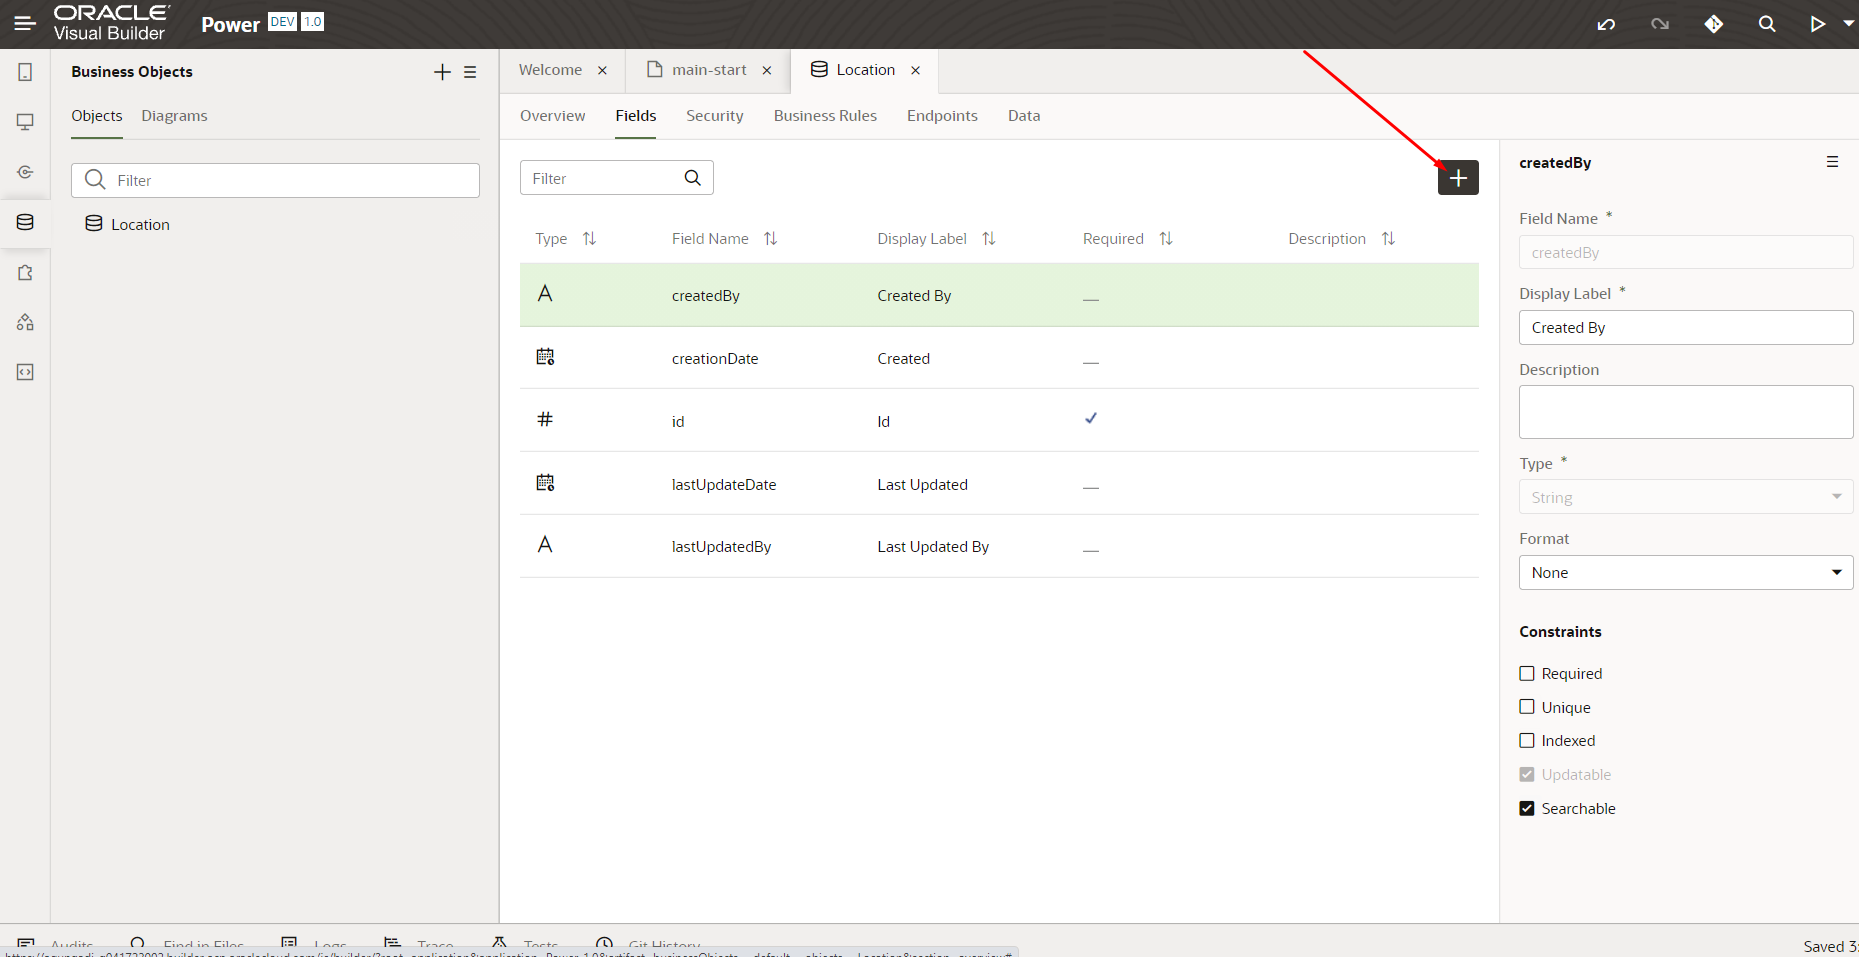 ORACLE
Visual Builder
Power DEV 1.0
Business Objects
Objects Diagrams
Filter
Location
Welcome main-start Location
Overview Fields Security Business Rules Endpoints Data
Filter
Type Field Name Display Label Required Description
createdBy Created By
creationDate Created
# id Id
lastUpdateDate Last Updated
lastUpdatedBy Last Updated By
createdBy
Field Name *
createdBy
Display Label *
Created By
Description
Type *
String
Format
None
Constraints
Required
Unique
Indexed
Updatable
Searchable
Audits Find in Files Logs Trace Tests Git History
Saved